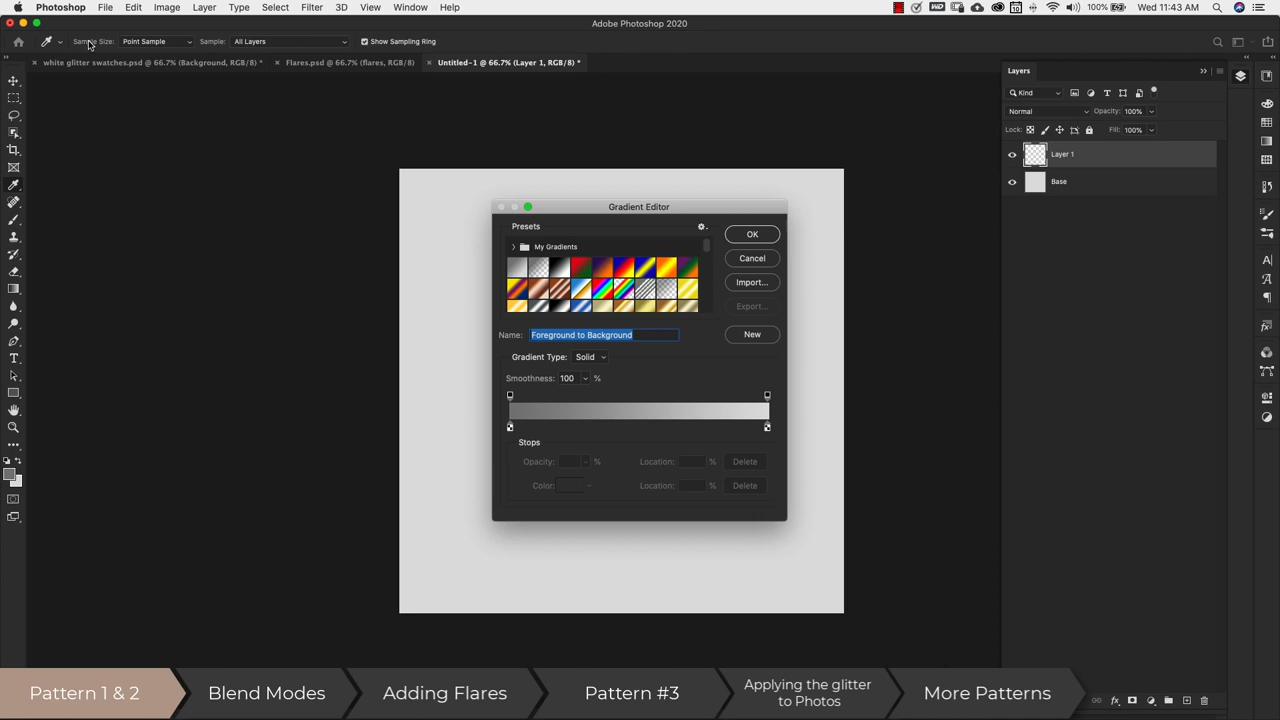 Photoshop File Edit Image Layer Type Select Filter 3D View Window Help
100% Wed 11:43 AM
Adobe Photoshop 2020
Sample Size: Point Sample Sample: All Layers Show Sampling Ring
white glitter swatches.psd @ 66.7% (Background, RGB/8) *
Flares.psd @ 66.7% (flares, RGB/8)
Untitled-1 @ 66.7% (Layer 1, RGB/8) *
Layers
Kind
Normal Opacity: 100%
Lock: Fill: 100%
Layer 1
Base
Gradient Editor
Presets
My Gradients
OK
Cancel
Import...
Export...
Name: Foreground to Background
New
Gradient Type: Solid
Smoothness: 100 %
Stops
Opacity: % Location: % Delete
Color: Location: % Delete
Pattern 1 & 2
Blend Modes
Adding Flares
Pattern #3
Applying the glitter
to Photos
More Patterns